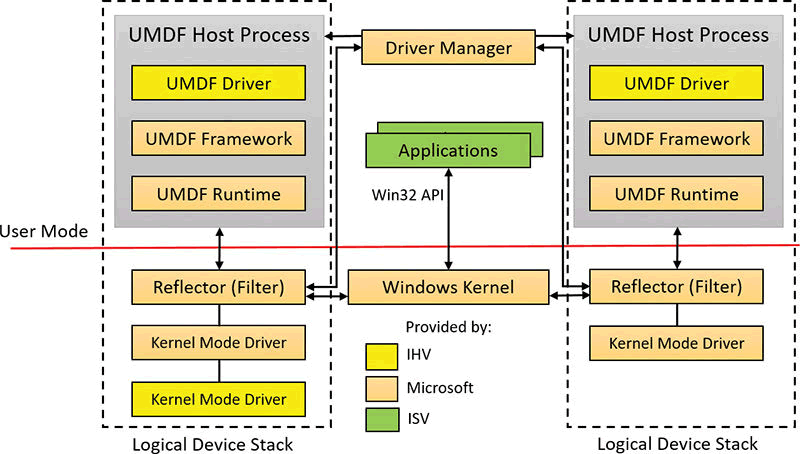 UMDF Host Process
UMDF Driver
UMDF Framework
UMDF Runtime
Driver Manager
Applications
Win32 API
UMDF Host Process
UMDF Driver
UMDF Framework
UMDF Runtime
User Mode
Reflector (Filter)
Kernel Mode Driver
Kernel Mode Driver
Logical Device Stack
Windows Kernel
Provided by:
IHV
Microsoft
ISV
Reflector (Filter)
Kernel Mode Driver
Logical Device Stack